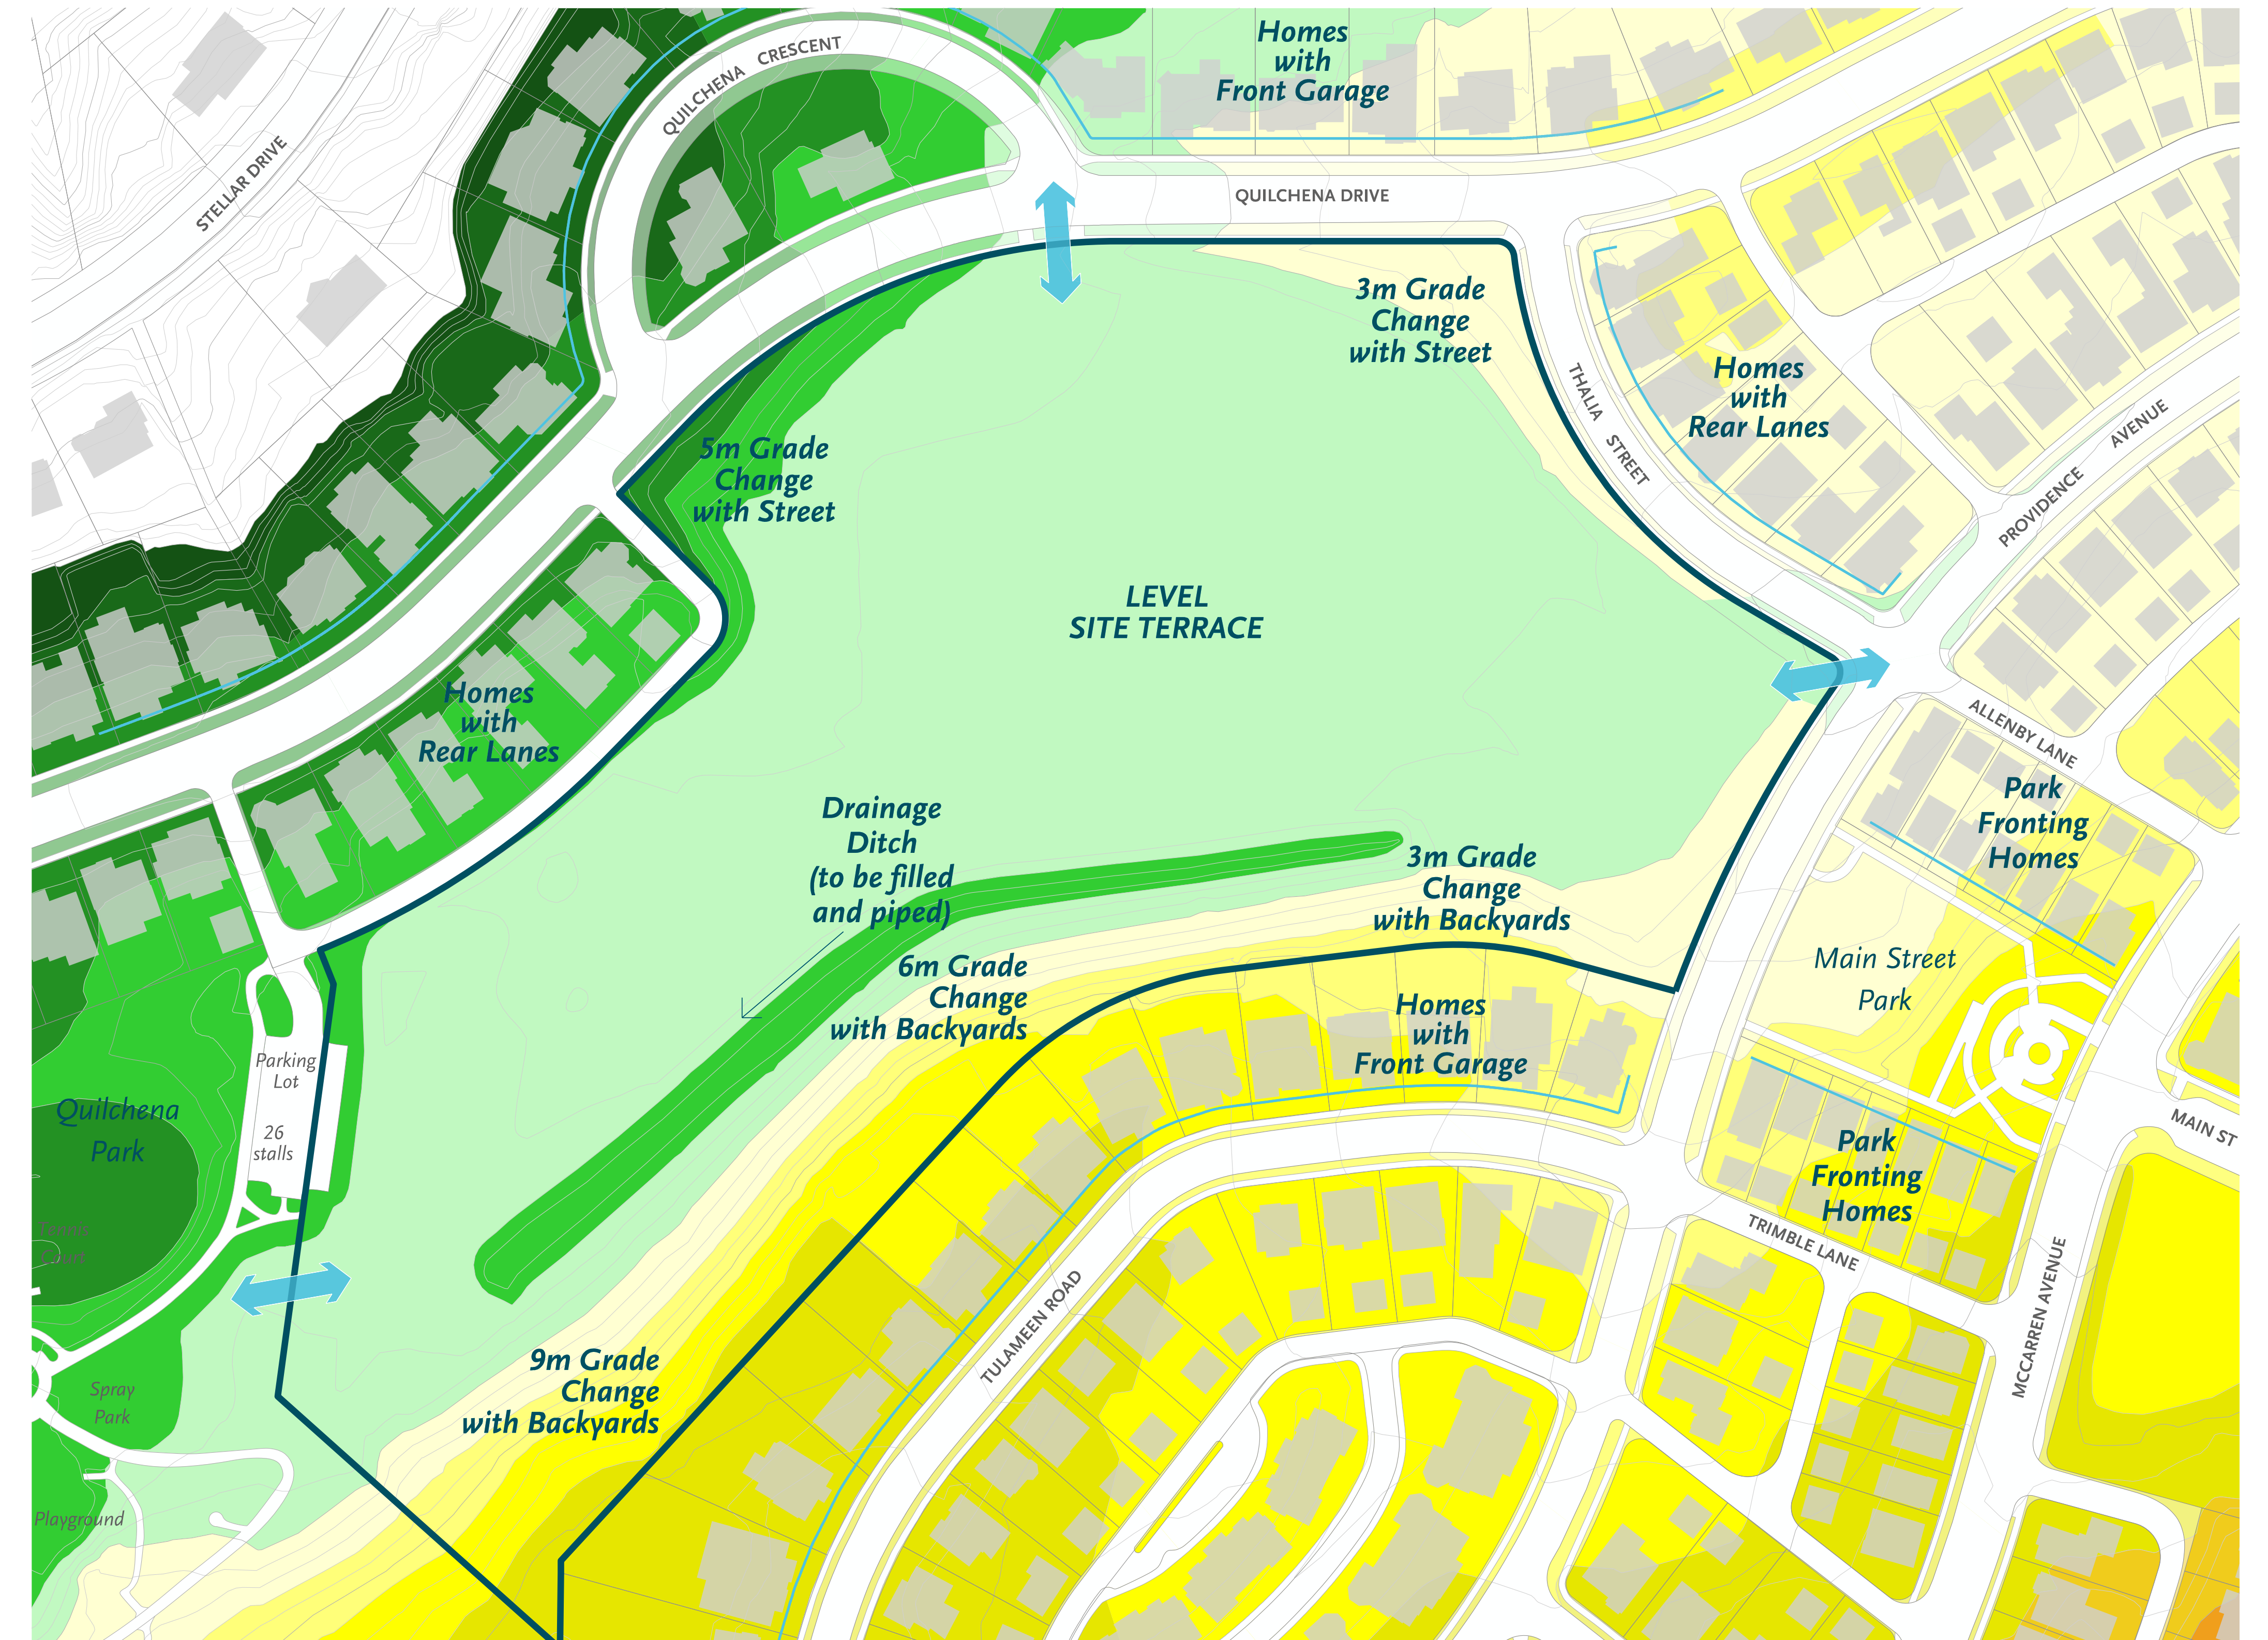 Homes
with
Front Garage
QUILCHENA CRESCENT
STELLAR DRIVE
QUILCHENA DRIVE
3m Grade
Change
with Street
THALIA STREET
Homes
with
Rear Lanes
PROVIDENCE AVENUE
5m Grade
Change
with Street
LEVEL
SITE TERRACE
Homes
with
Rear Lanes
ALLENBY LANE
Park
Fronting
Homes
Drainage
Ditch
(to be filled
and piped)
3m Grade
Change
with Backyards
6m Grade
Change
with Backyards
Main Street
Park
Homes
with
Front Garage
Parking
Lot
26
stalls
Quilchena
Park
Tennis
Court
MAIN ST
Park
Fronting
Homes
TRIMBLE LANE
MCCARREN AVENUE
TULAMEEN ROAD
9m Grade
Change
with Backyards
Spray
Park
Playground